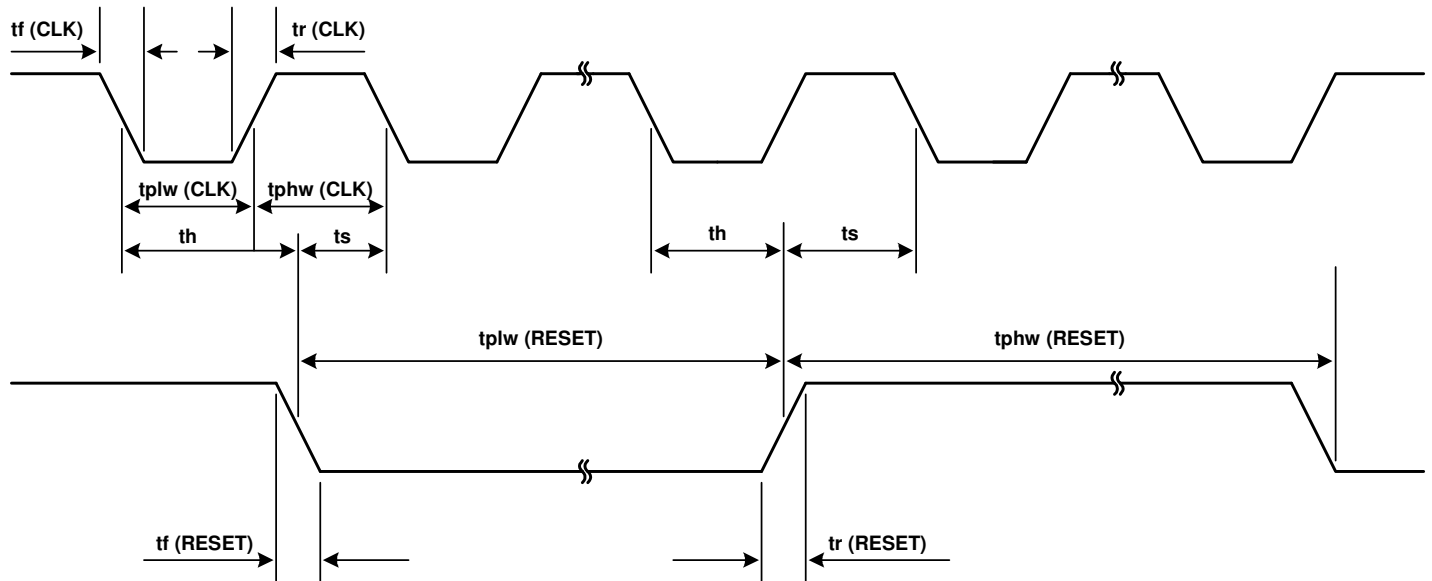 tf (CLK)
tr (CLK)
tplw (CLK)
tphw (CLK)
th
ts
th
ts
tplw (RESET)
tphw (RESET)
tf (RESET)
tr (RESET)